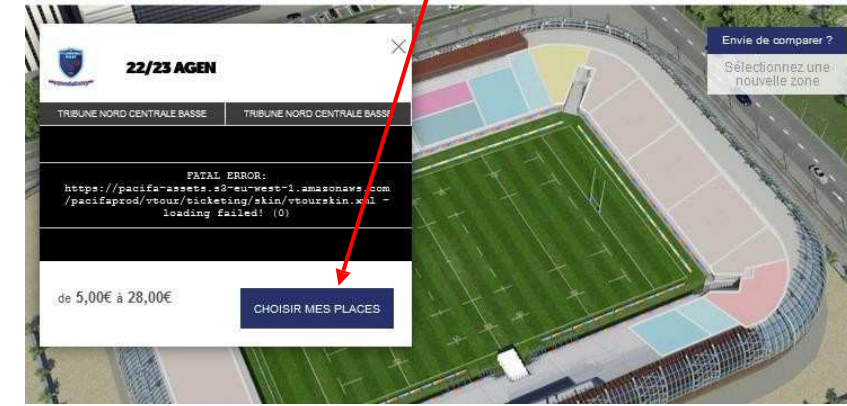 22/23 AGEN
TRIBUNE NORD CENTRALE BASSE
TRIBUNE NORD CENTRALE BASSE
FATAL ERROR:
https://pacifa-assets.s3-eu-west-1.amazonaws.com
/pacifaprod/vtour/ticketing/skin/vtourskin.xml -
loading failed! (0)
de 5,00€ à 28,00€
CHOISIR MES PLACES
Envie de comparer ?
Sélectionnez une
nouvelle zone